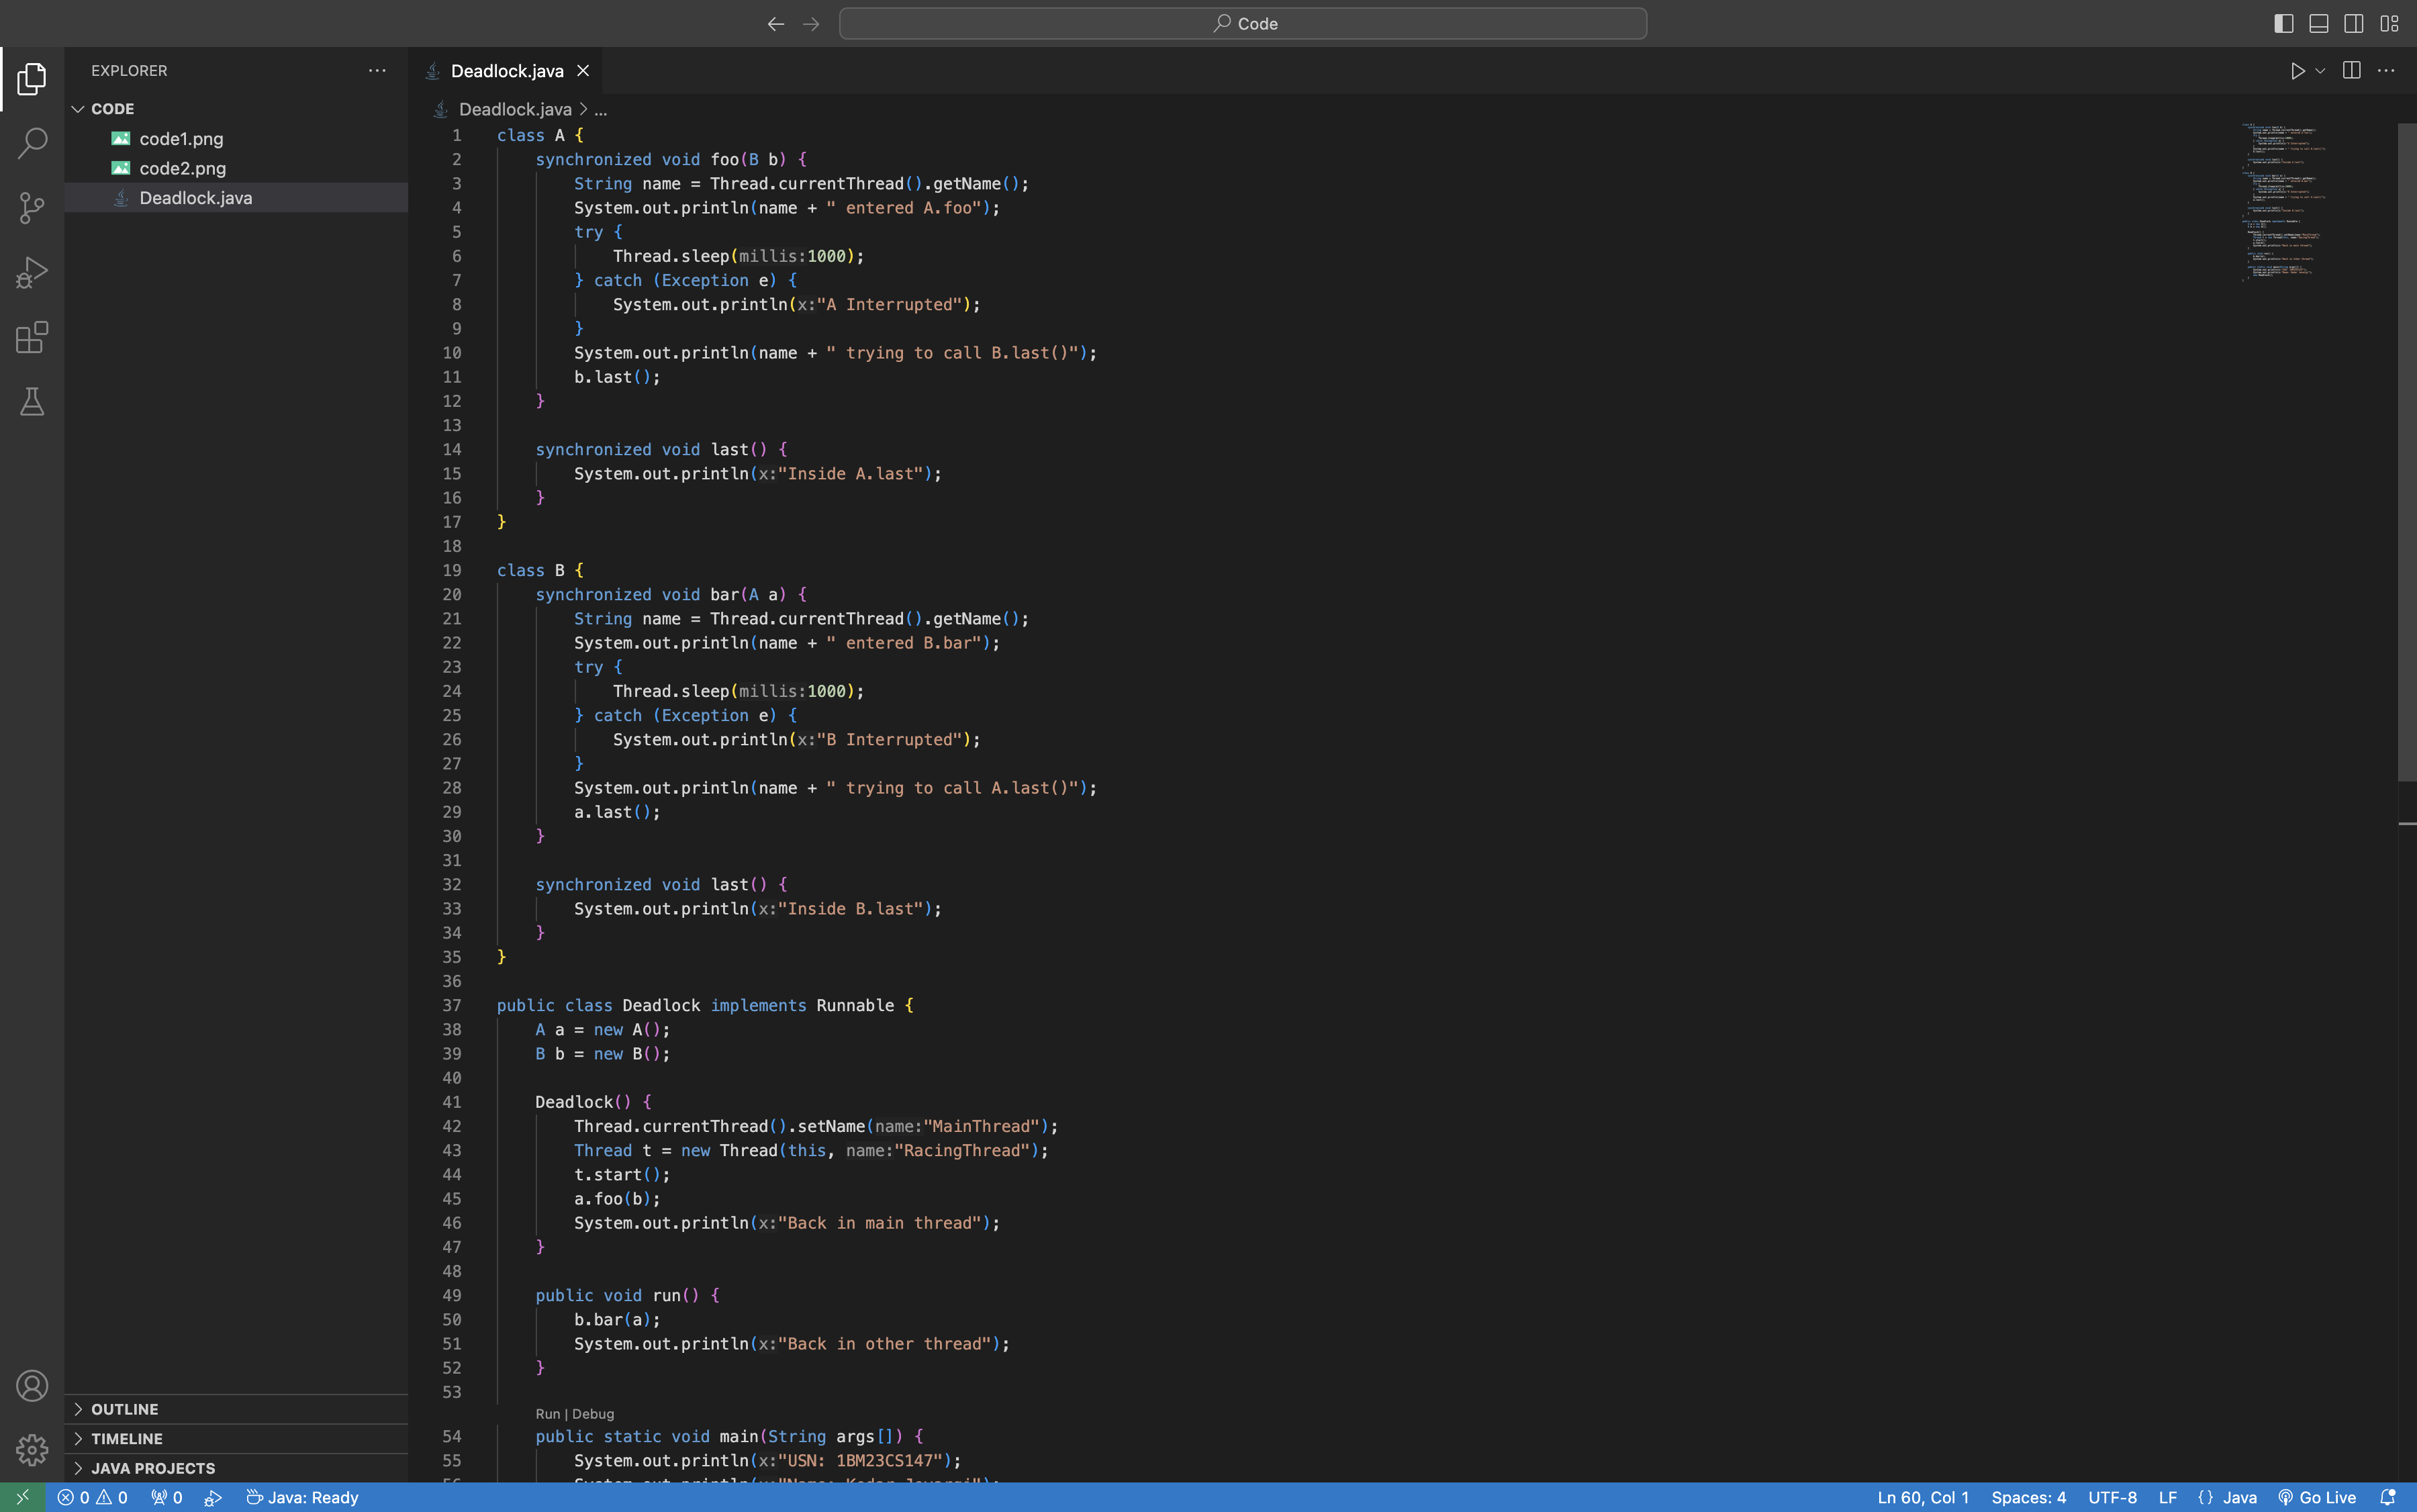 Code
EXPLORER
CODE
code1.png
code2.png
Deadlock.java
OUTLINE
TIMELINE
JAVA PROJECTS
Deadlock.java
Deadlock.java > ...
1 class A {
2 synchronized void foo(B b) {
3 String name = Thread.currentThread().getName();
4 System.out.println(name + " entered A.foo");
5 try {
6 Thread.sleep(millis:1000);
7 } catch (Exception e) {
8 System.out.println(x:"A Interrupted");
9 }
10 System.out.println(name + " trying to call B.last()");
11 b.last();
12 }
13
14 synchronized void last() {
15 System.out.println(x:"Inside A.last");
16 }
17 }
18
19 class B {
20 synchronized void bar(A a) {
21 String name = Thread.currentThread().getName();
22 System.out.println(name + " entered B.bar");
23 try {
24 Thread.sleep(millis:1000);
25 } catch (Exception e) {
26 System.out.println(x:"B Interrupted");
27 }
28 System.out.println(name + " trying to call A.last()");
29 a.last();
30 }
31
32 synchronized void last() {
33 System.out.println(x:"Inside B.last");
34 }
35 }
36
37 public class Deadlock implements Runnable {
38 A a = new A();
39 B b = new B();
40
41 Deadlock() {
42 Thread.currentThread().setName(name:"MainThread");
43 Thread t = new Thread(this, name:"RacingThread");
44 t.start();
45 a.foo(b);
46 System.out.println(x:"Back in main thread");
47 }
48
49 public void run() {
50 b.bar(a);
51 System.out.println(x:"Back in other thread");
52 }
53
Run | Debug
54 public static void main(String args[]) {
55 System.out.println(x:"USN: 1BM23CS147");
0 0 0 Java: Ready Ln 60, Col 1 Spaces: 4 UTF-8 LF {} Java Go Live